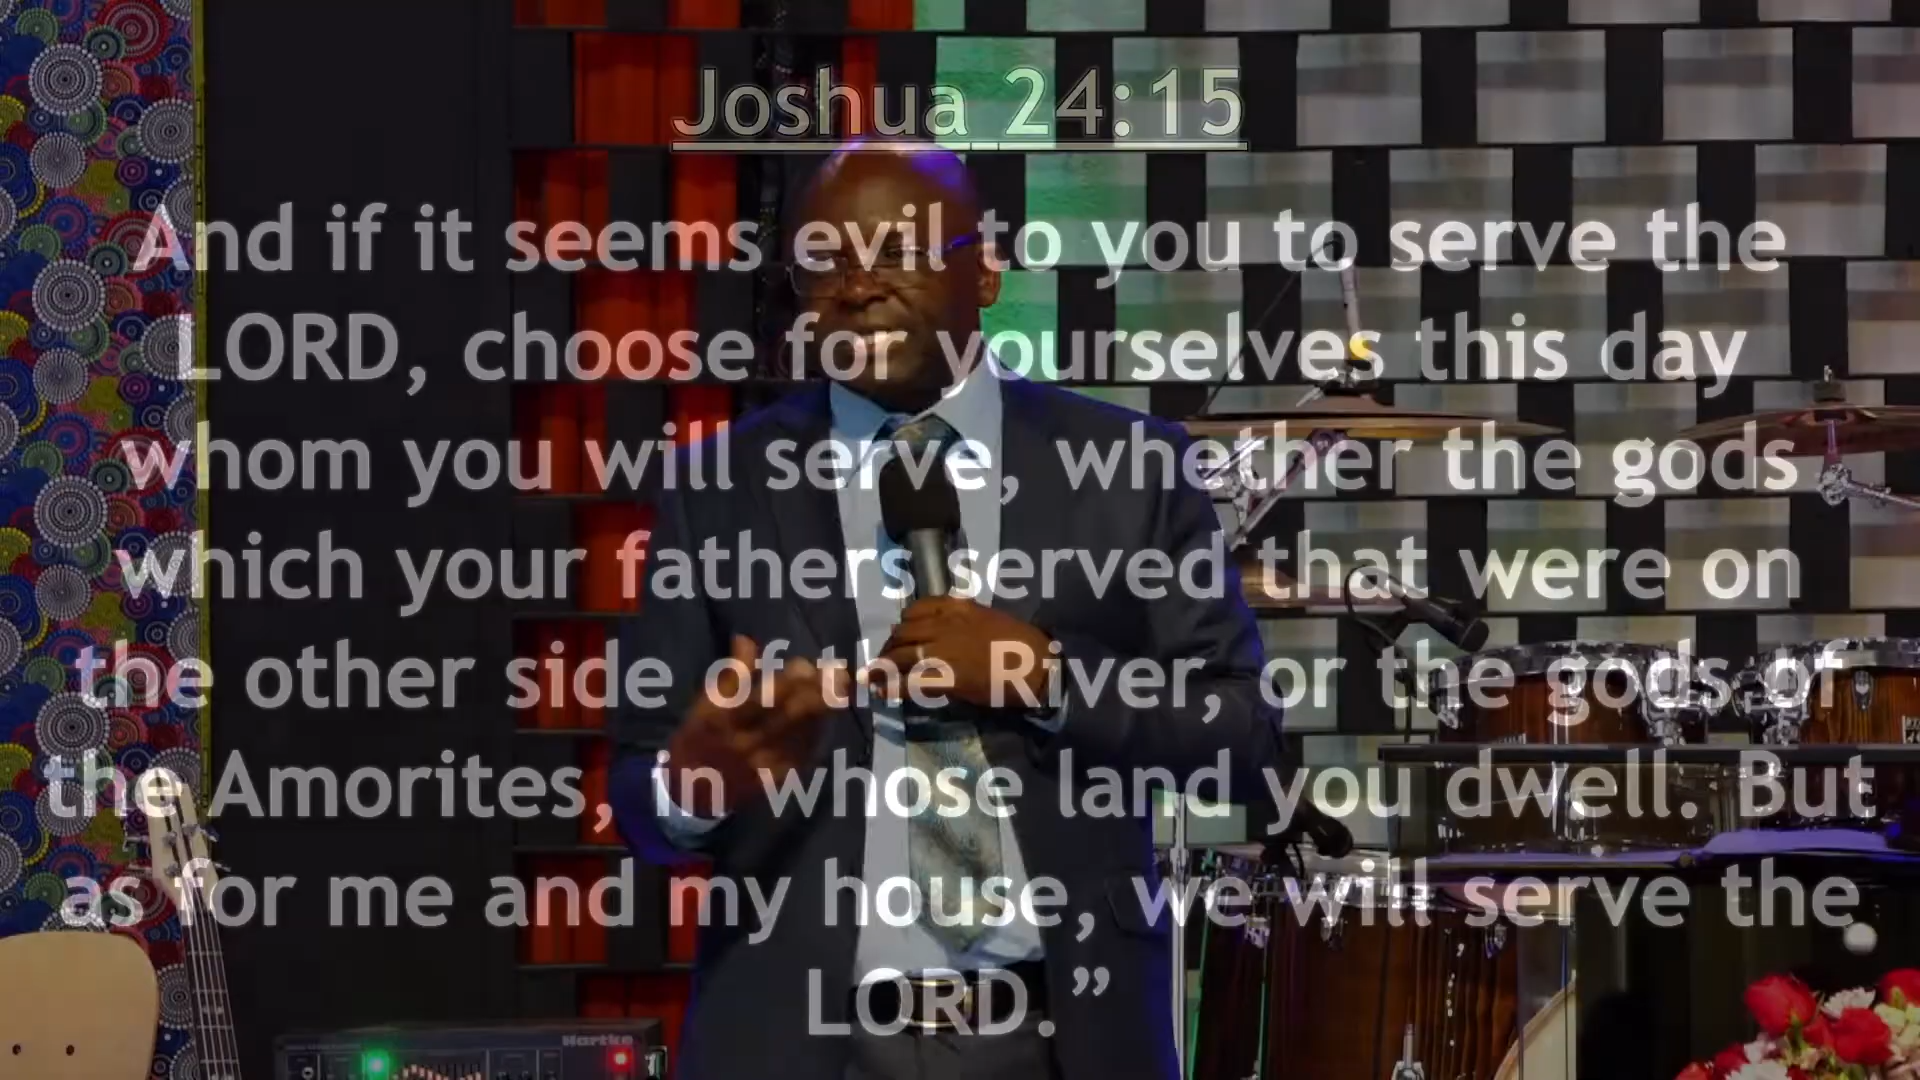 Joshua 24:15
And if it seems evil to you to serve the
LORD, choose for yourselves this day
whom you will serve, whether the gods
which your fathers served that were on
the other side of the River, or the gods of
the Amorites, in whose land you dwell. But
as for me and my house, we will serve the
LORD.”
Hartke